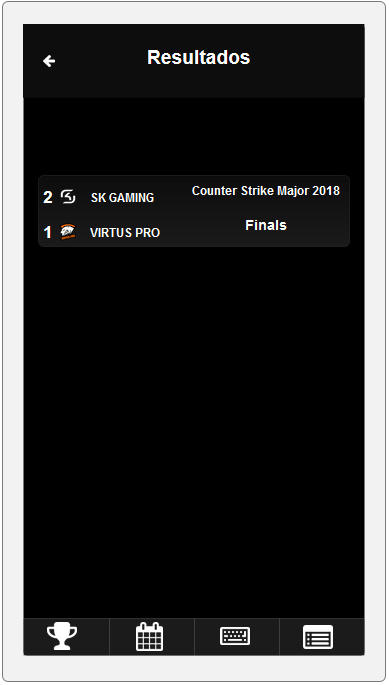 Resultados
2 SK GAMING
Counter Strike Major 2018
1 VIRTUS PRO
Finals